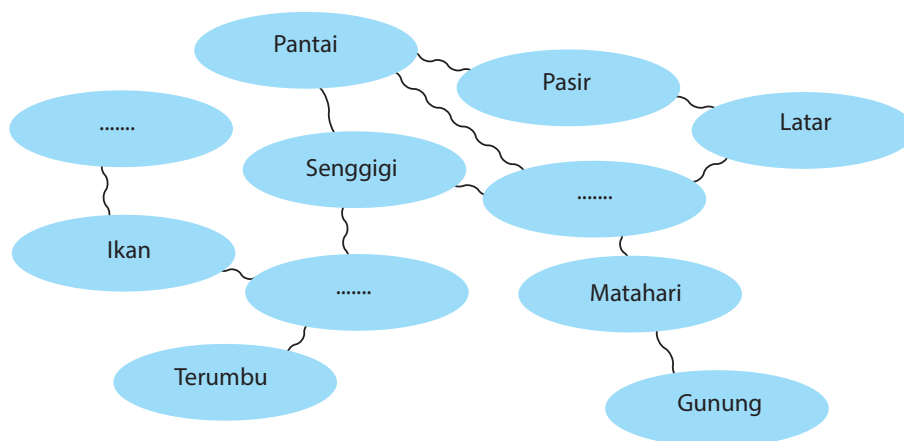 Pantai
Pasir
.......
Latar
Senggigi
.......
Ikan
.......
Matahari
Terumbu
Gunung